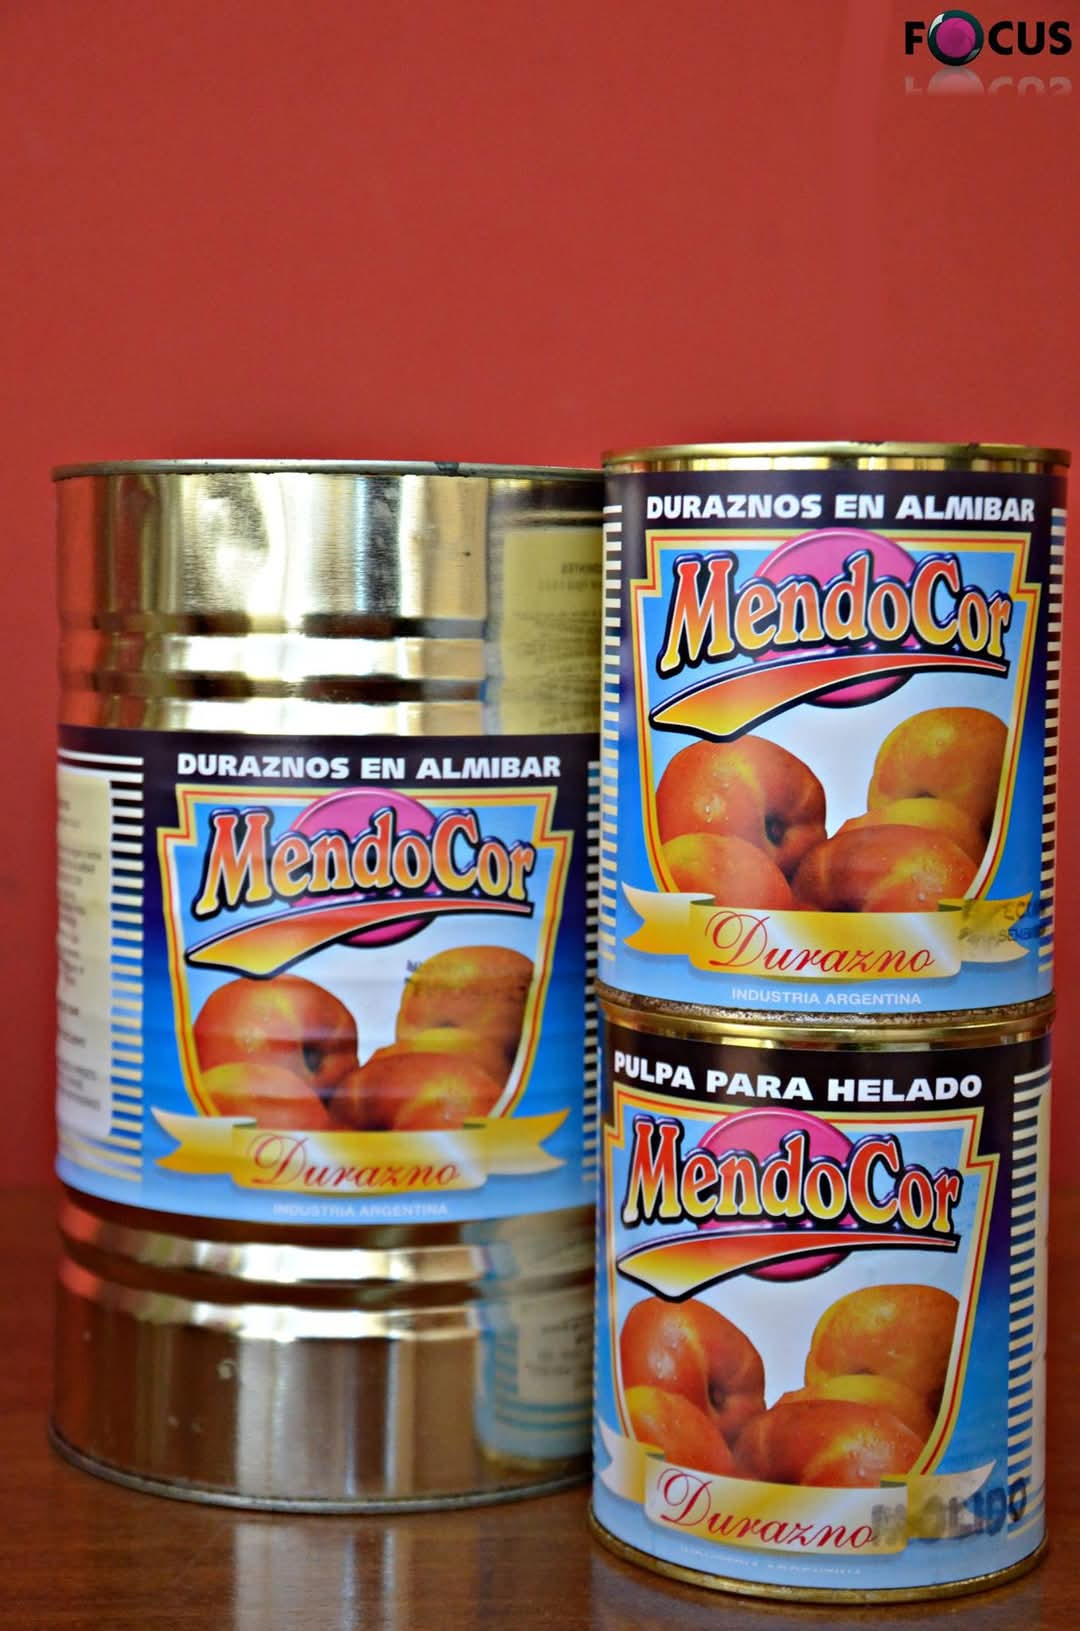 FOCUS
DURAZNOS EN ALMIBAR
MendoCor
Durazno
INDUSTRIA ARGENTINA
DURAZNOS EN ALMIBAR
MendoCor
Durazno
INDUSTRIA ARGENTINA
PULPA PARA HELADO
MendoCor
Durazno
MOLIDO